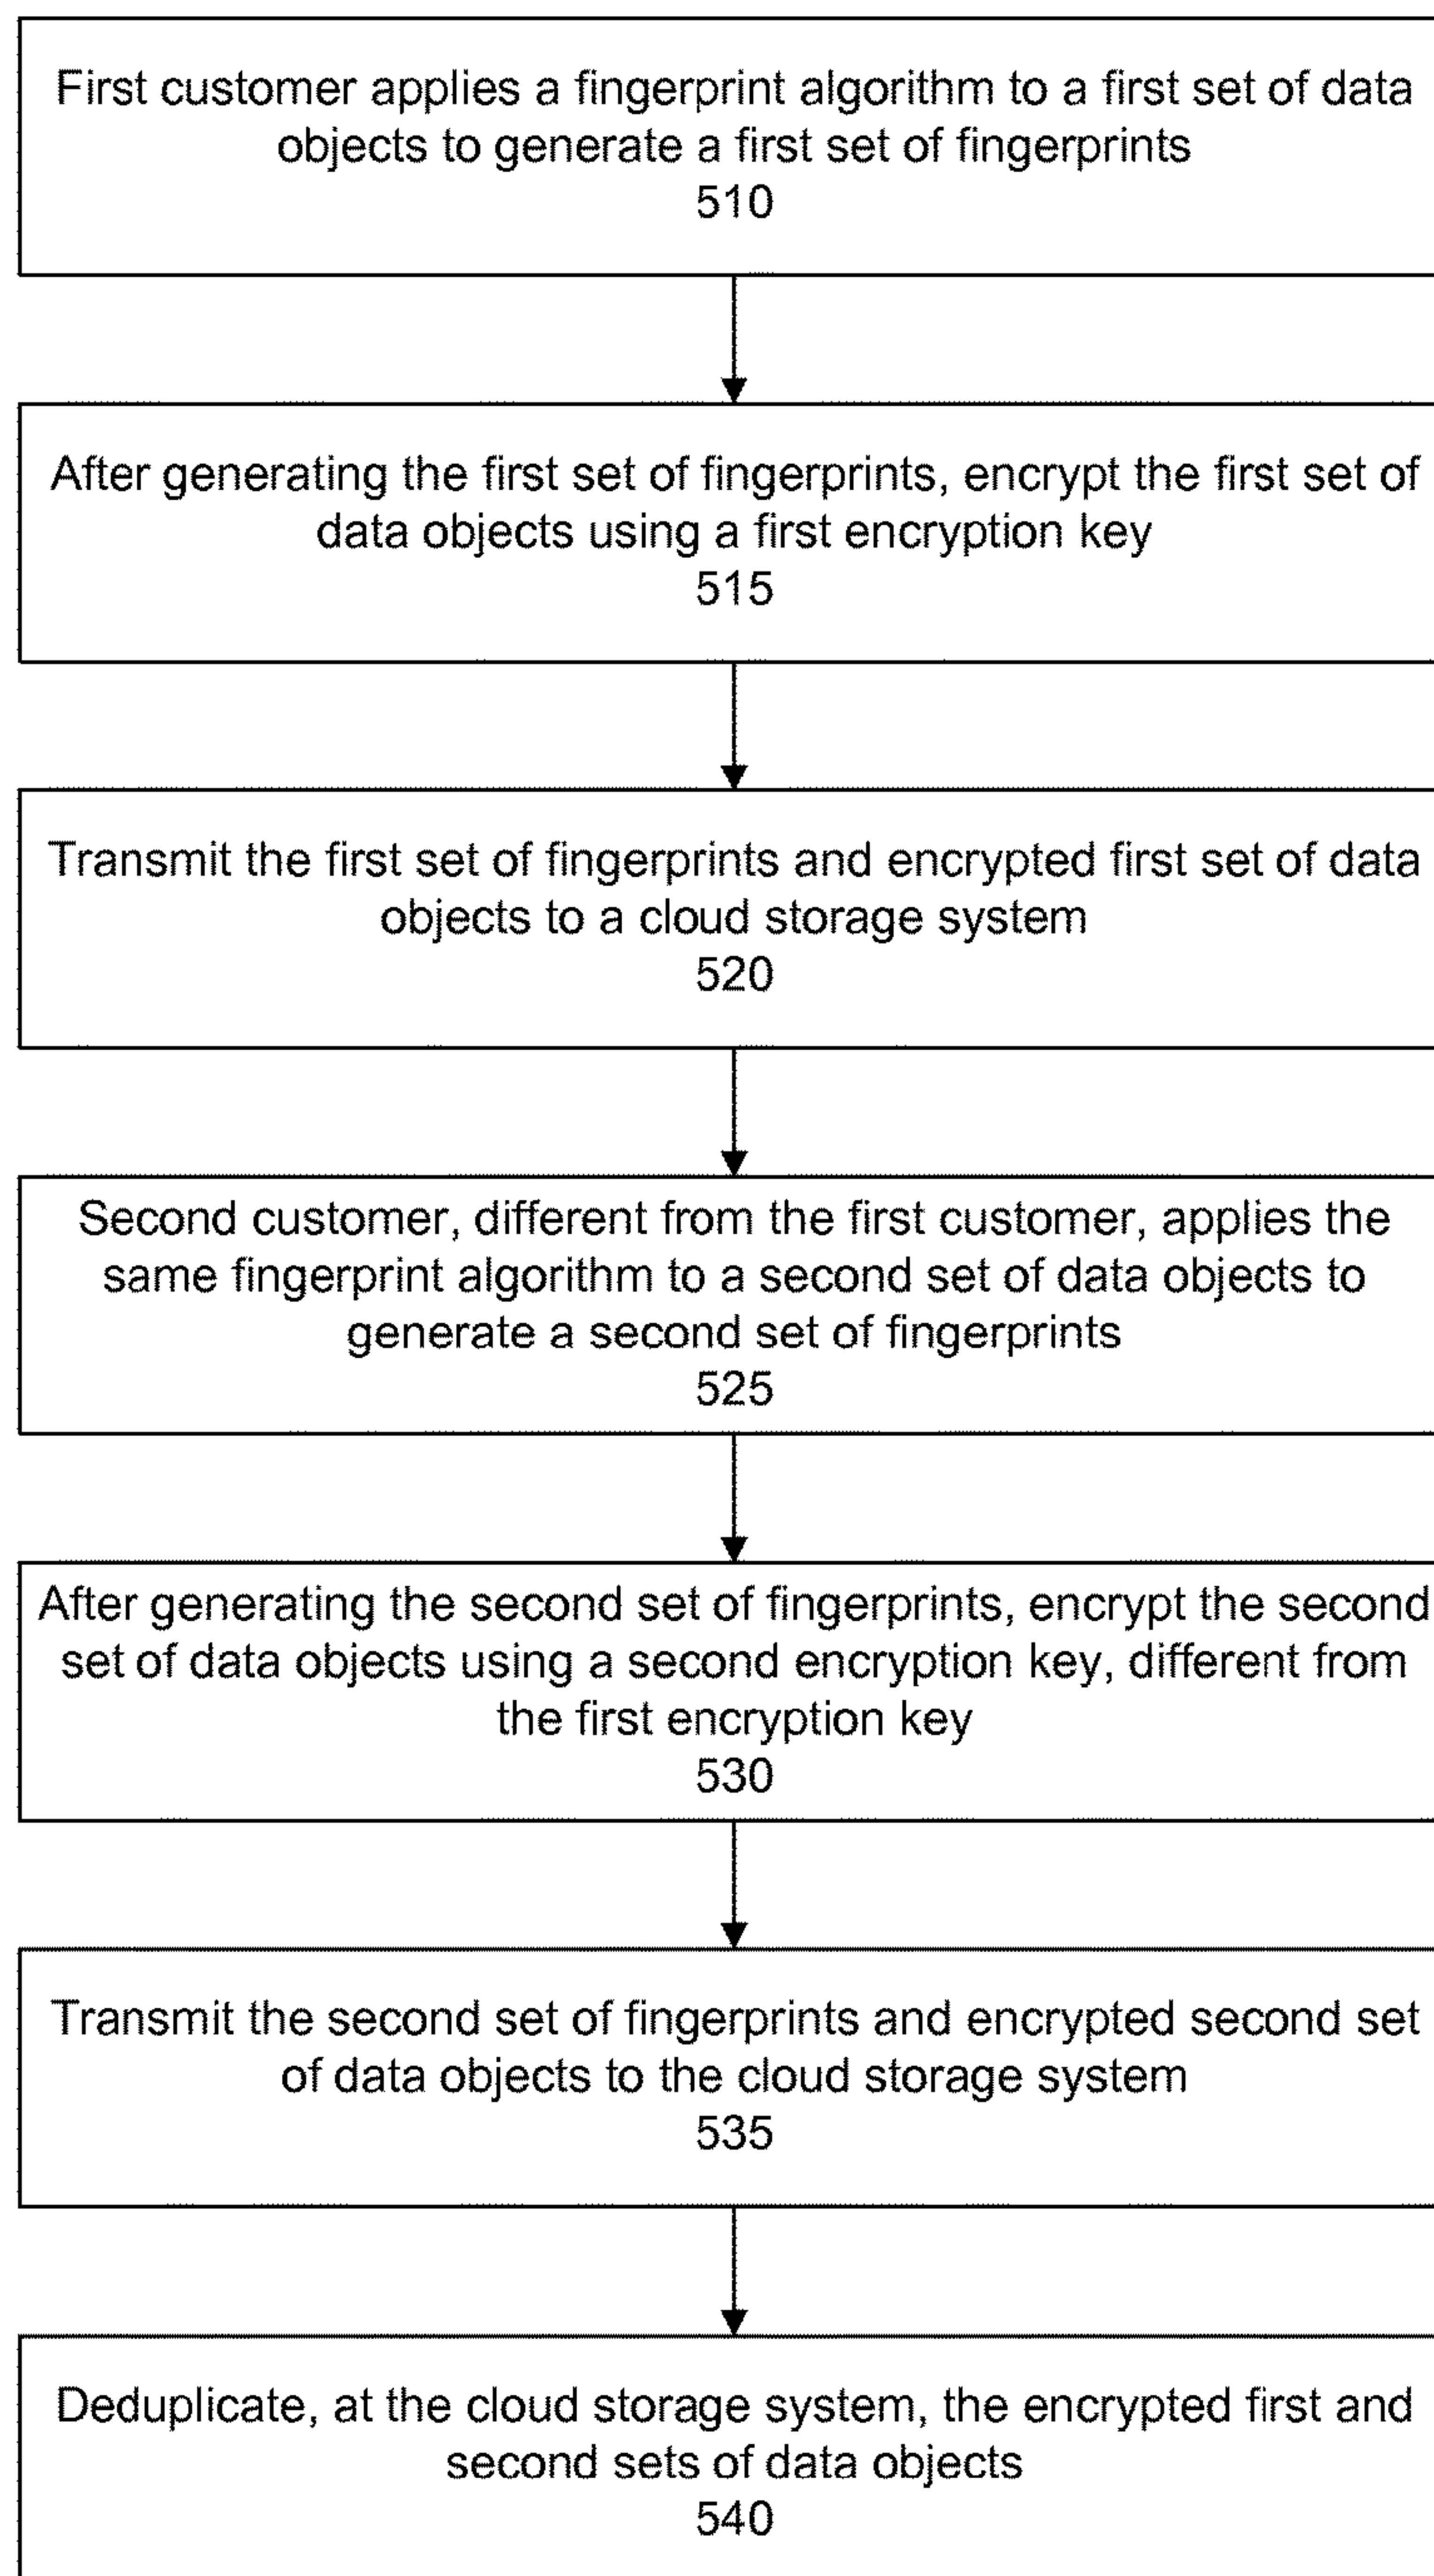 First customer applies a fingerprint algorithm to a first set of data
objects to generate a first set of fingerprints
510
After generating the first set of fingerprints, encrypt the first set of
data objects using a first encryption key
515
Transmit the first set of fingerprints and encrypted first set of data
objects to a cloud storage system
520
Second customer, different from the first customer, applies the
same fingerprint algorithm to a second set of data objects to
generate a second set of fingerprints
525
After generating the second set of fingerprints, encrypt the second
set of data objects using a second encryption key, different from
the first encryption key
530
Transmit the second set of fingerprints and encrypted second set
of data objects to the cloud storage system
535
Deduplicate, at the cloud storage system, the encrypted first and
second sets of data objects
540